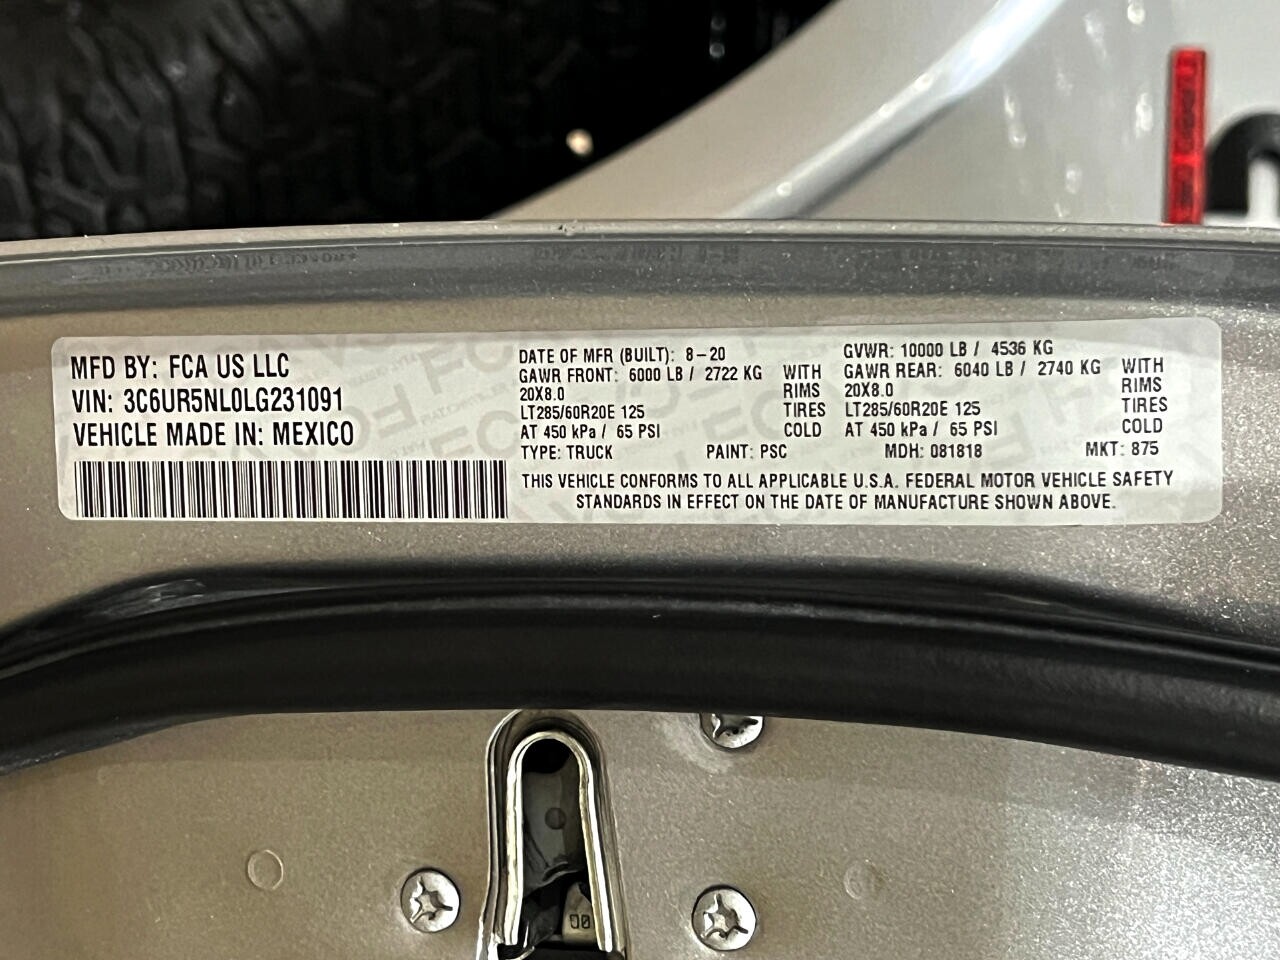 MFD BY: FCA US LLC
VIN: 3C6UR5NL0LG231091
VEHICLE MADE IN: MEXICO
DATE OF MFR (BUILT): 8-20
GAWR FRONT: 6000 LB / 2722 KG WITH
20X8.0 RIMS
LT285/60R20E 125 TIRES
AT 450 kPa / 65 PSI COLD
GVWR: 10000 LB / 4536 KG
GAWR REAR: 6040 LB / 2740 KG WITH
20X8.0 RIMS
LT285/60R20E 125 TIRES
AT 450 kPa / 65 PSI COLD
TYPE: TRUCK PAINT: PSC MDH: 081818 MKT: 875
THIS VEHICLE CONFORMS TO ALL APPLICABLE U.S.A. FEDERAL MOTOR VEHICLE SAFETY
STANDARDS IN EFFECT ON THE DATE OF MANUFACTURE SHOWN ABOVE.